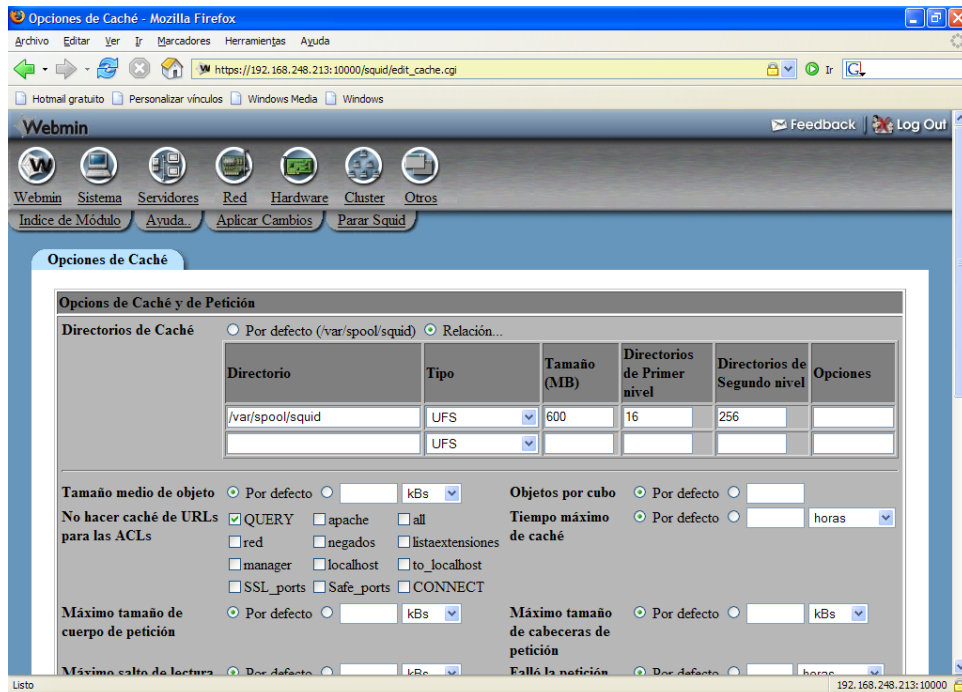 Opciones de Caché - Mozilla Firefox
Archivo Editar Ver Ir Marcadores Herramientas Ayuda
https://192.168.248.213:10000/squid/edit_cache.cgi Ir
Hotmail gratuito Personalizar vínculos Windows Media Windows
Webmin Feedback Log Out
Webmin Sistema Servidores Red Hardware Cluster Otros
Indice de Módulo Ayuda.. Aplicar Cambios Parar Squid
Opciones de Caché
Opcions de Caché y de Petición
Directorios de Caché Por defecto (/var/spool/squid) Relación...
Directorio Tipo Tamaño (MB) Directorios de Primer nivel Directorios de Segundo nivel Opciones
/var/spool/squid UFS 600 16 256
UFS
Tamaño medio de objeto Por defecto kBs Objetos por cubo Por defecto
No hacer caché de URLs para las ACLs QUERY apache all Tiempo máximo de caché Por defecto horas
red negados listaextensiones
manager localhost to_localhost
SSL_ports Safe_ports CONNECT
Máximo tamaño de cuerpo de petición Por defecto kBs Máximo tamaño de cabeceras de petición Por defecto kBs
Máximo salto de lectura Por defecto kBs Falló la petición Por defecto horas
Listo 192.168.248.213:10000